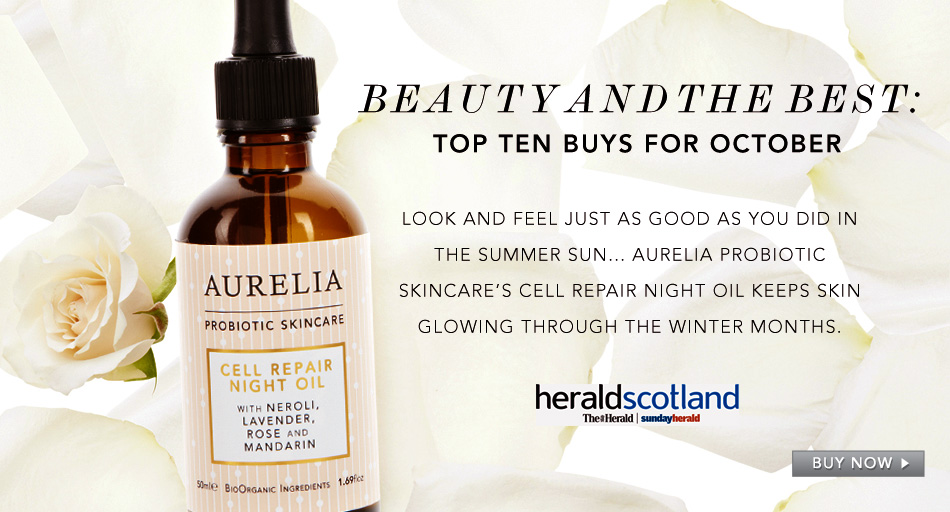 AURELIA
PROBIOTIC SKINCARE
CELL REPAIR
NIGHT OIL
WITH NEROLI,
LAVENDER,
ROSE AND
MANDARIN
50ml e BIOORGANIC INGREDIENTS 1.69floz
BEAUTY AND THE BEST:
TOP TEN BUYS FOR OCTOBER
LOOK AND FEEL JUST AS GOOD AS YOU DID IN
THE SUMMER SUN... AURELIA PROBIOTIC
SKINCARE'S CELL REPAIR NIGHT OIL KEEPS SKIN
GLOWING THROUGH THE WINTER MONTHS.
heraldscotland
The Herald | sundayherald
BUY NOW